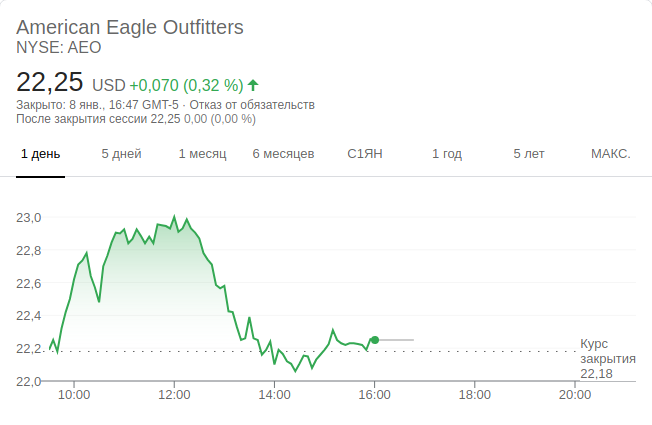 American Eagle Outfitters
NYSE: AEO
22,25 USD +0,070 (0,32 %)
Закрыто: 8 янв., 16:47 GMT-5 · Отказ от обязательств
После закрытия сессии 22,25 0,00 (0,00 %)
1 день 5 дней 1 месяц 6 месяцев С1ЯН 1 год 5 лет МАКС.
23,0
22,8
22,6
22,4
22,2
22,0
Курс
закрытия
22,18
10:00 12:00 14:00 16:00 18:00 20:00